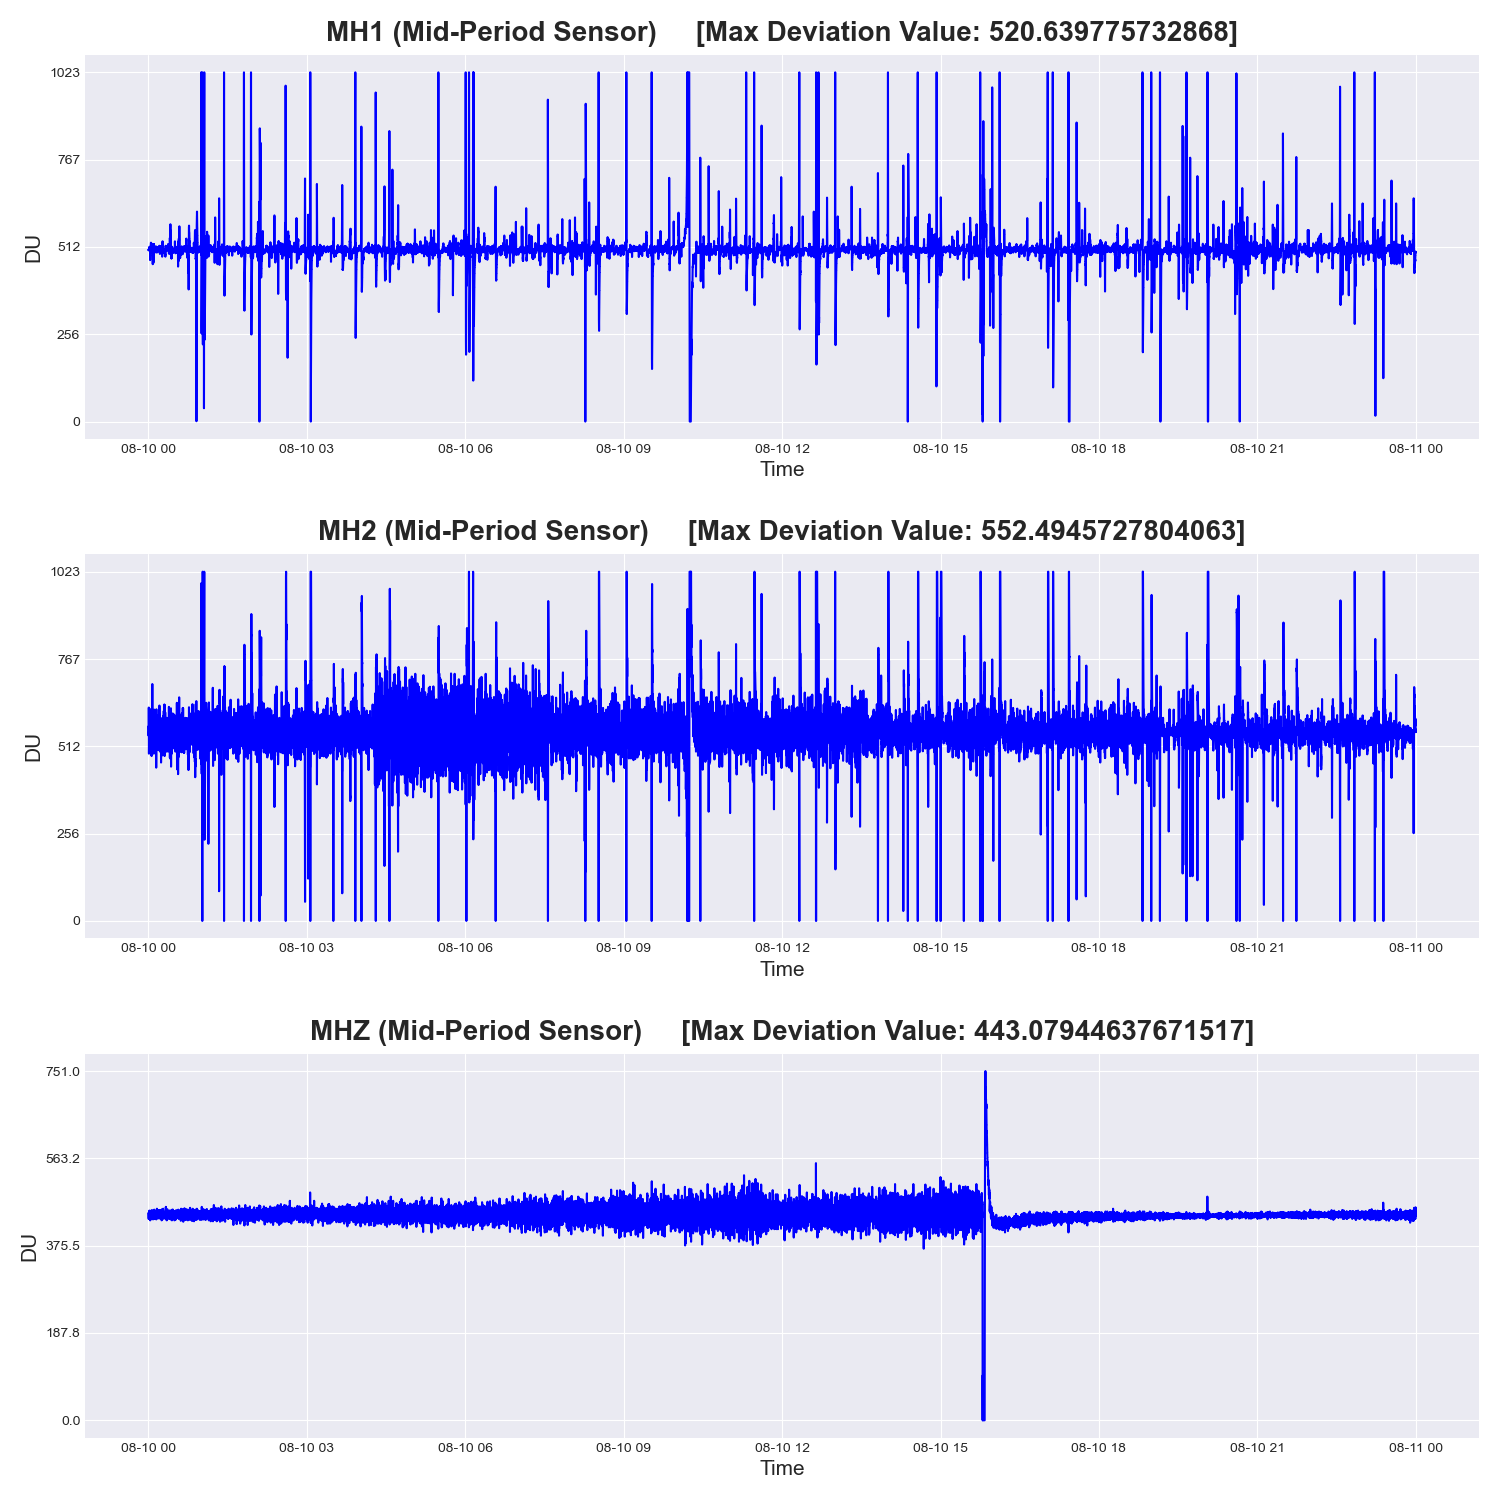 MH1 (Mid-Period Sensor) [Max Deviation Value: 520.639775732868]
1023
767
512
256
0
DU
08-10 00 08-10 03 08-10 06 08-10 09 08-10 12 08-10 15 08-10 18 08-10 21 08-11 00
Time
MH2 (Mid-Period Sensor) [Max Deviation Value: 552.4945727804063]
1023
767
512
256
0
DU
08-10 00 08-10 03 08-10 06 08-10 09 08-10 12 08-10 15 08-10 18 08-10 21 08-11 00
Time
MHZ (Mid-Period Sensor) [Max Deviation Value: 443.07944637671517]
751.0
563.2
375.5
187.8
0.0
DU
08-10 00 08-10 03 08-10 06 08-10 09 08-10 12 08-10 15 08-10 18 08-10 21 08-11 00
Time